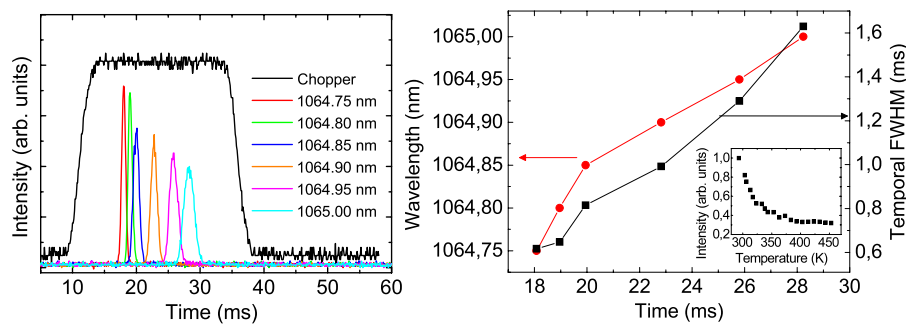 Intensity (arb. units)
Chopper
1064.75 nm
1064.80 nm
1064.85 nm
1064.90 nm
1064.95 nm
1065.00 nm
5 10 20 30 40 50 60
Time (ms)
Wavelength (nm)
1065,00
1064,95
1064,90
1064,85
1064,80
1064,75
18 20 22 24 26 28 30
Time (ms)
1,6
1,4
1,2
1,0
0,8
0,6
Temporal FWHM (ms)
Intensity (arb. units)
1,0
0,8
0,6
0,4
0,2
300 350 400 450
Temperature (K)